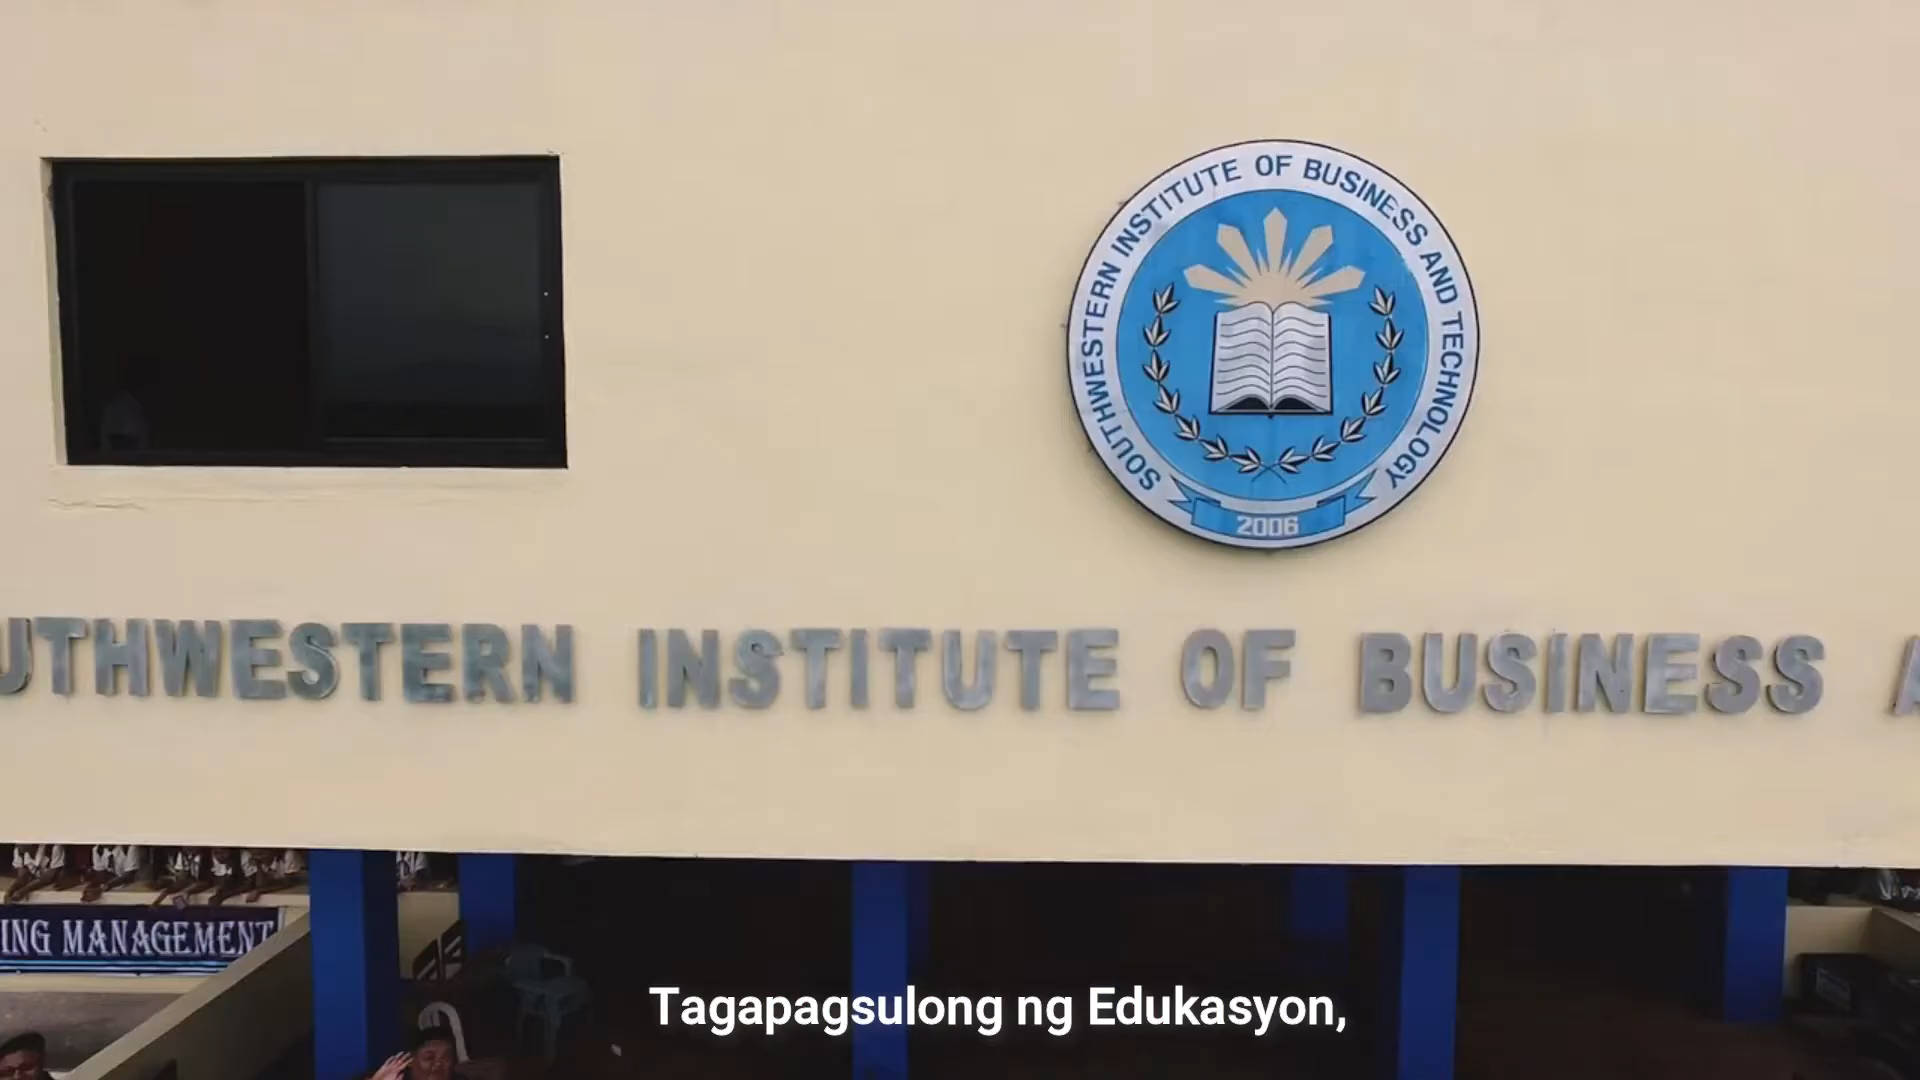 SOUTHWESTERN INSTITUTE OF BUSINESS AND TECHNOLOGY
2006
UTHWESTERN INSTITUTE OF BUSINESS A
ING MANAGEMENT
Tagapagsulong ng Edukasyon,